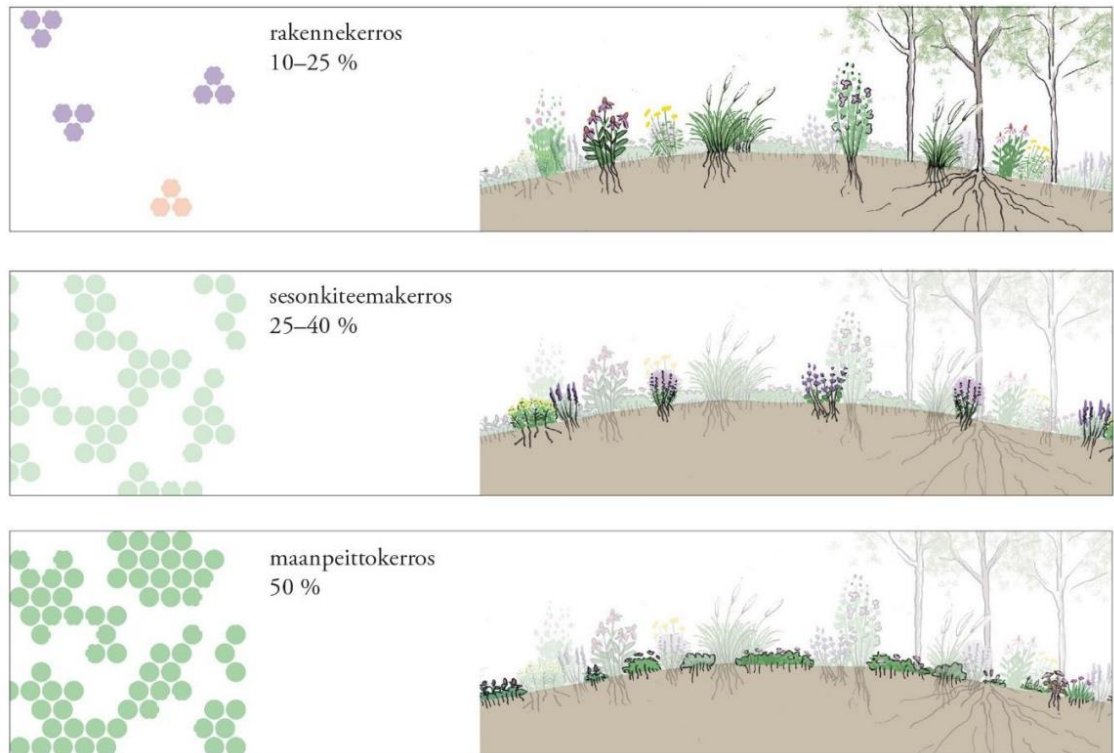 rakennekerros
10–25 %
sesonkiteemakerros
25–40 %
maanpeittokerros
50 %